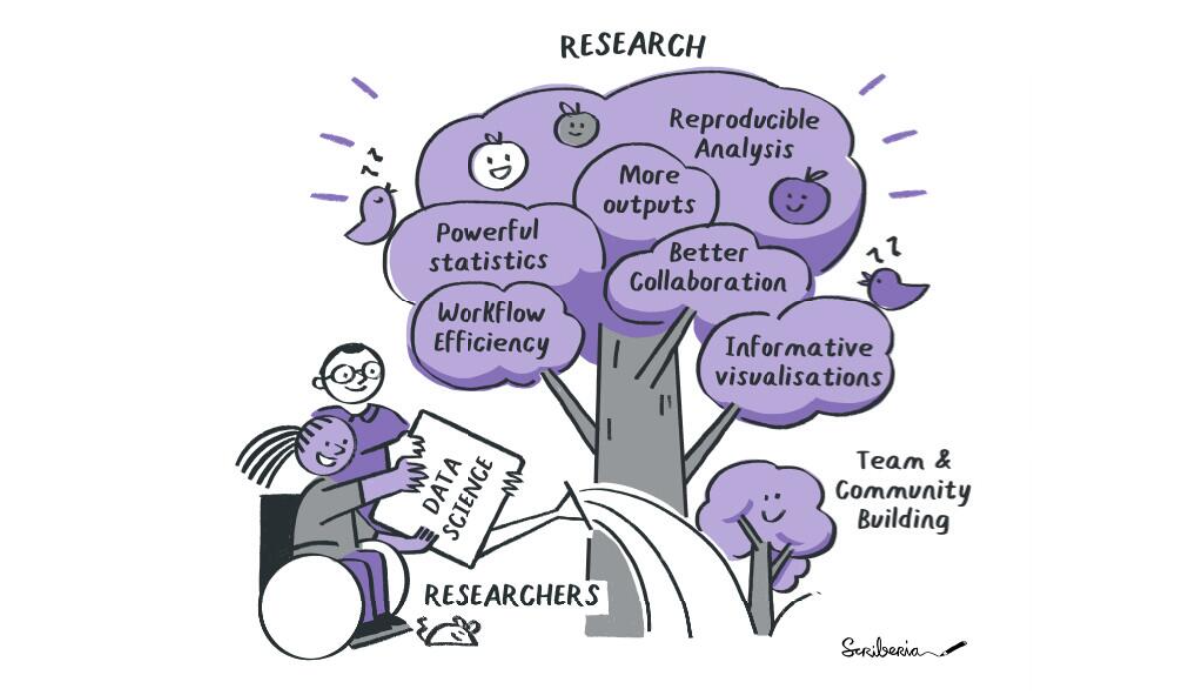 RESEARCH
Reproducible
Analysis
More
outputs
Powerful
statistics
Better
Collaboration
Workflow
Efficiency
Informative
visualisations
DATA
SCIENCE
Team &
Community
Building
RESEARCHERS
Scriberia